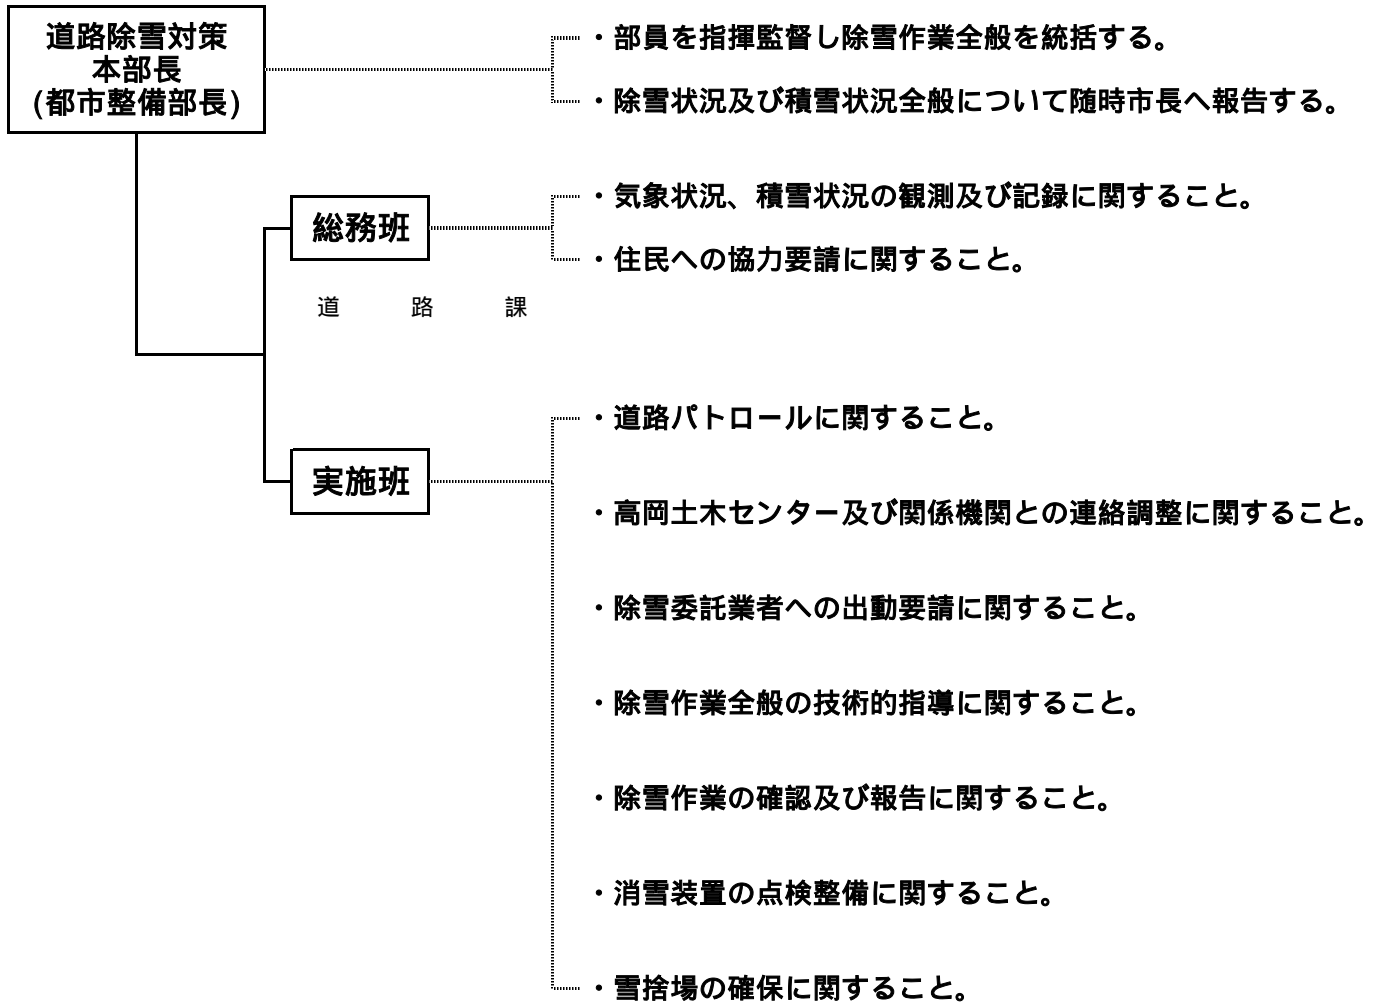 道路除雪対策
本部長
(都市整備部長)
・部員を指揮監督し除雪作業全般を統括する。
・除雪状況及び積雪状況全般について随時市長へ報告する。
総務班
・気象状況、積雪状況の観測及び記録に関すること。
・住民への協力要請に関すること。
道 路 課
実施班
・道路パトロールに関すること。
・高岡土木センター及び関係機関との連絡調整に関すること。
・除雪委託業者への出動要請に関すること。
・除雪作業全般の技術的指導に関すること。
・除雪作業の確認及び報告に関すること。
・消雪装置の点検整備に関すること。
・雪捨場の確保に関すること。